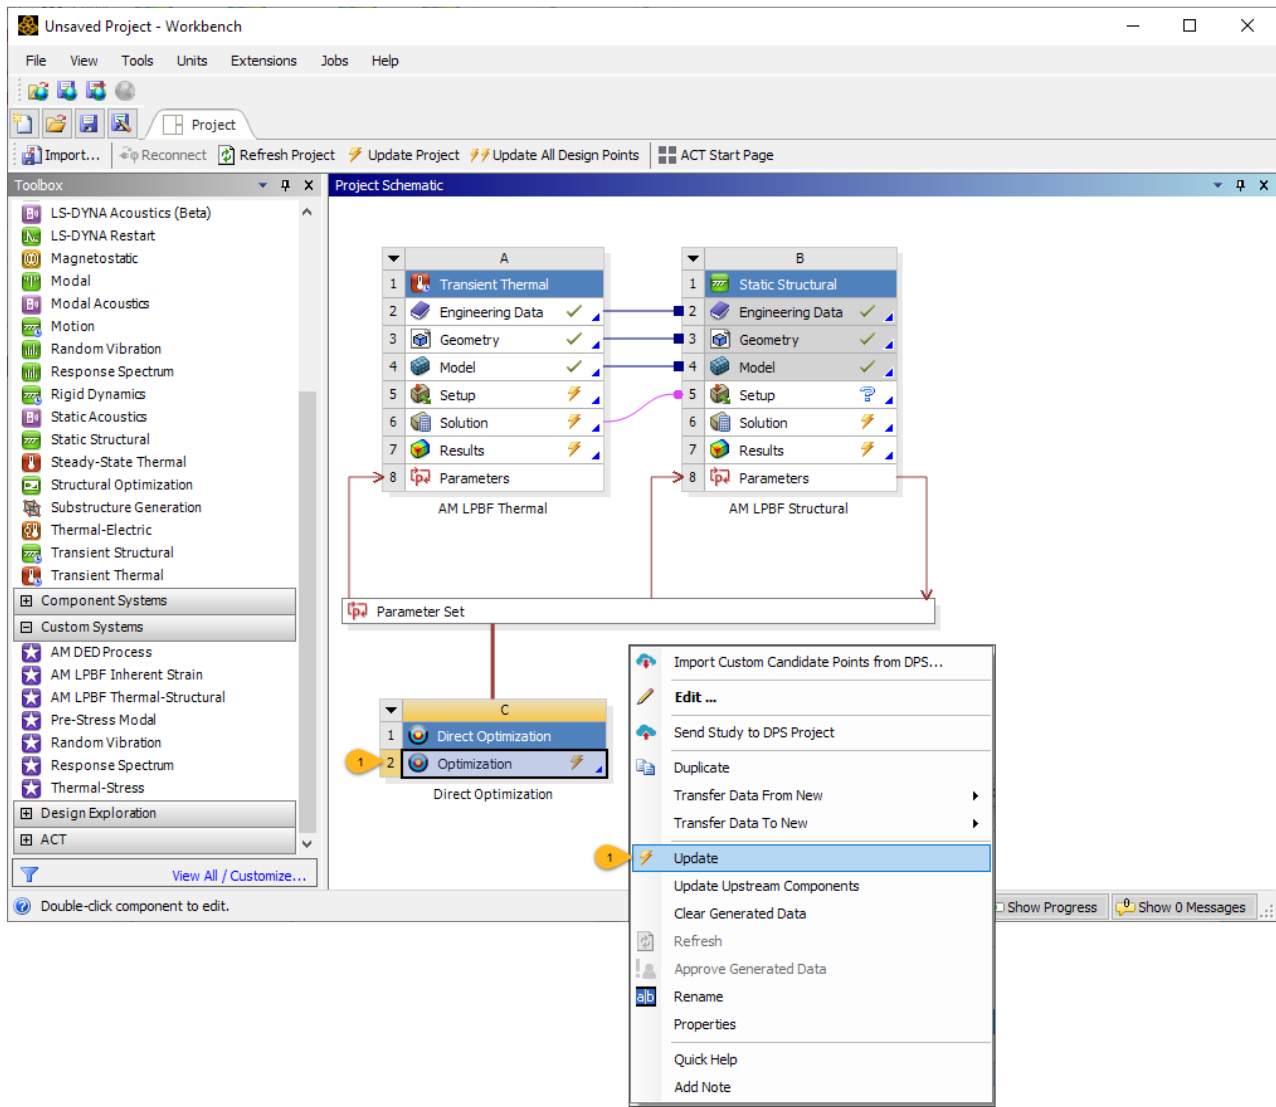 Unsaved Project - Workbench
File View Tools Units Extensions Jobs Help
Project
Import... Reconnect Refresh Project Update Project Update All Design Points ACT Start Page
Toolbox
LS-DYNA Acoustics (Beta)
LS-DYNA Restart
Magnetostatic
Modal
Modal Acoustics
Motion
Random Vibration
Response Spectrum
Rigid Dynamics
Static Acoustics
Static Structural
Steady-State Thermal
Structural Optimization
Substructure Generation
Thermal-Electric
Transient Structural
Transient Thermal
Component Systems
Custom Systems
AM DED Process
AM LPBF Inherent Strain
AM LPBF Thermal-Structural
Pre-Stress Modal
Random Vibration
Response Spectrum
Thermal-Stress
Design Exploration
ACT
View All / Customize...
Project Schematic
A
1 Transient Thermal
2 Engineering Data
3 Geometry
4 Model
5 Setup
6 Solution
7 Results
8 Parameters
AM LPBF Thermal
B
1 Static Structural
2 Engineering Data
3 Geometry
4 Model
5 Setup
6 Solution
7 Results
8 Parameters
AM LPBF Structural
Parameter Set
C
1 Direct Optimization
1 2 Optimization
Direct Optimization
Import Custom Candidate Points from DPS...
Edit ...
Send Study to DPS Project
Duplicate
Transfer Data From New
Transfer Data To New
1 Update
Update Upstream Components
Clear Generated Data
Refresh
Approve Generated Data
a|b Rename
Properties
Quick Help
Add Note
Double-click component to edit.
Show Progress 0 Show 0 Messages